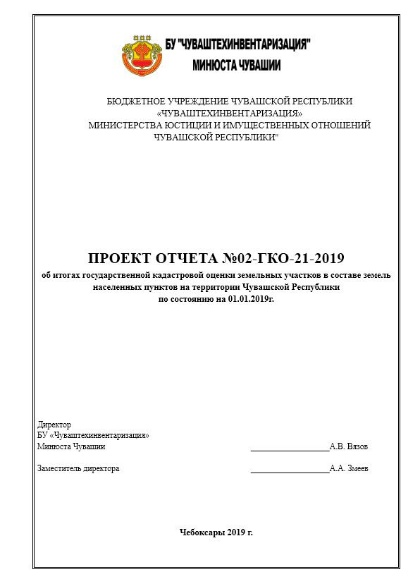 БУ "ЧУВАШТЕХИНВЕНТАРИЗАЦИЯ"
МИНЮСТА ЧУВАШИИ
БЮДЖЕТНОЕ УЧРЕЖДЕНИЕ ЧУВАШСКОЙ РЕСПУБЛИКИ
«ЧУВАШТЕХИНВЕНТАРИЗАЦИЯ»
МИНИСТЕРСТВА ЮСТИЦИИ И ИМУЩЕСТВЕННЫХ ОТНОШЕНИЙ
ЧУВАШСКОЙ РЕСПУБЛИКИ"
ПРОЕКТ ОТЧЕТА №02-ГКО-21-2019
об итогах государственной кадастровой оценки земельных участков в составе земель
населенных пунктов на территории Чувашской Республики
по состоянию на 01.01.2019г.
Директор
БУ «Чуваштехинвентаризация»
Минюста Чувашии А.В. Вязов
Заместитель директора А.А. Змеев
Чебоксары 2019 г.